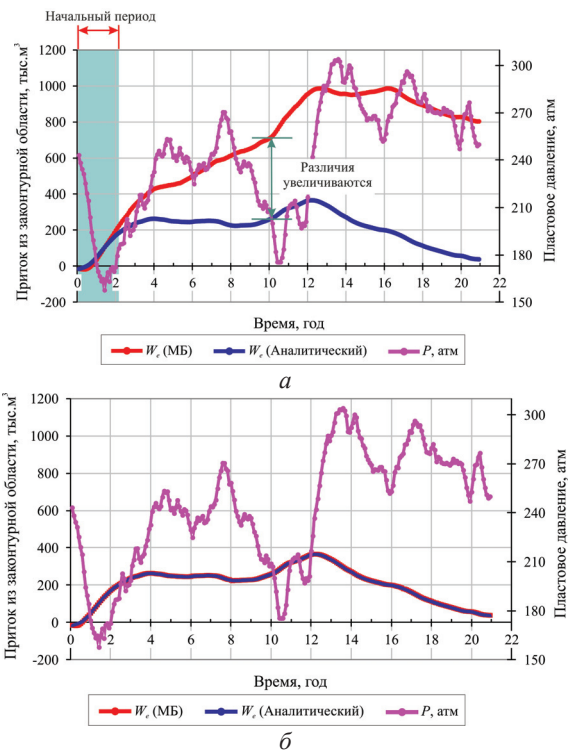 Начальный период
1200
1000
800
600
400
200
0
-200
Приток из законтурной области, тыс.м³
300
270
240
210
180
150
Пластовое давление, атм
Различия
увеличиваются
0 2 4 6 8 10 12 14 16 18 20 22
Время, год
We (МБ) We (Аналитический) P, атм
а
1200
1000
800
600
400
200
0
-200
Приток из законтурной области, тыс.м³
300
270
240
210
180
150
Пластовое давление, атм
0 2 4 6 8 10 12 14 16 18 20 22
Время, год
We (МБ) We (Аналитический) P, атм
б